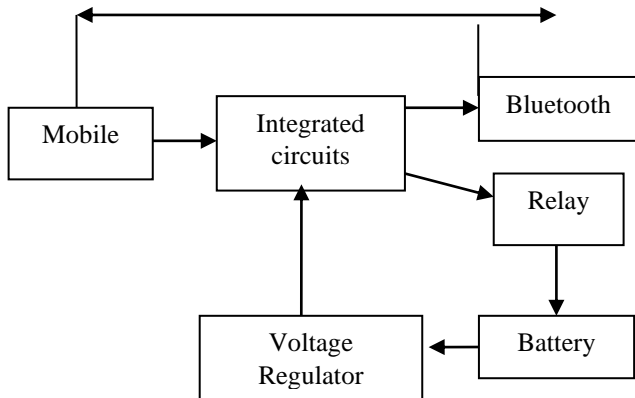 Mobile
Integrated
circuits
Bluetooth
Relay
Voltage
Regulator
Battery